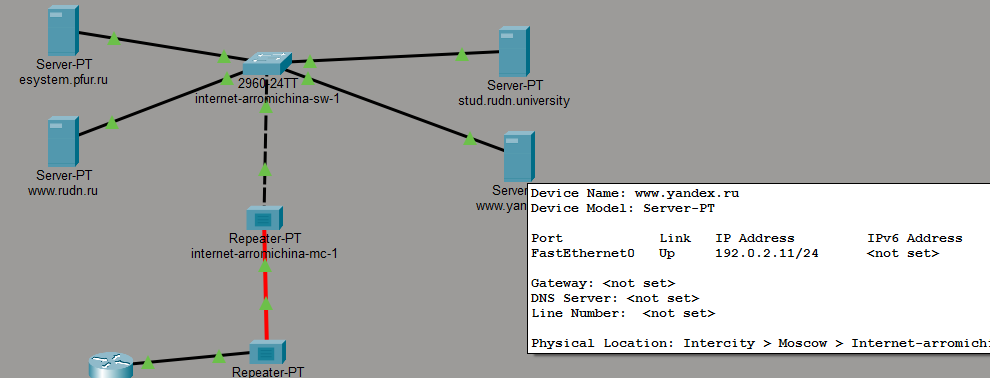 Server-PT
esystem.pfur.ru
2960-24TT
internet-arromichina-sw-1
Server-PT
stud.rudn.university
Server-PT
www.rudn.ru
Repeater-PT
internet-arromichina-mc-1
Repeater-PT
Device Name: www.yandex.ru
Device Model: Server-PT
Port Link IP Address IPv6 Address
FastEthernet0 Up 192.0.2.11/24 <not set>
Gateway: <not set>
DNS Server: <not set>
Line Number: <not set>
Physical Location: Intercity > Moscow > Internet-arromichi